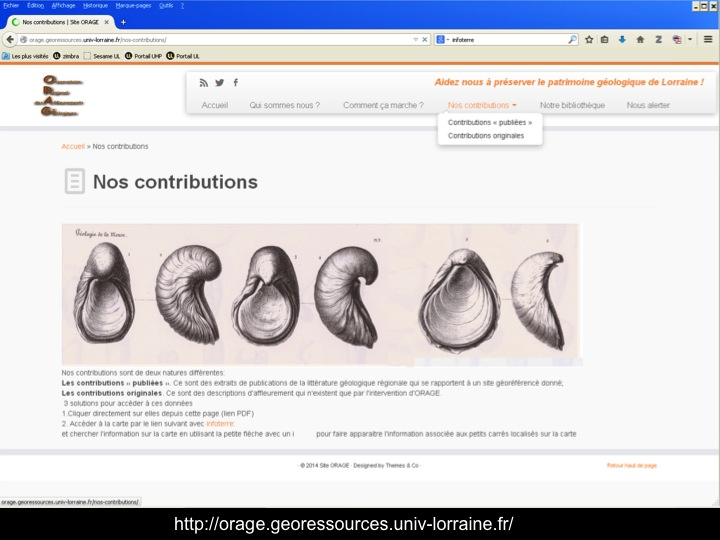 Fichier Édition Affichage Historique Marque-pages Outils ?
Nos contributions | Site ORAGE
orage.georessources.univ-lorraine.fr/nos-contributions/
infoterre
Les plus visités zimbra Sesame UL Portail UHP Portail UL
Aidez nous à préserver le patrimoine géologique de Lorraine !
Accueil Qui sommes nous ? Comment ça marche ? Nos contributions Notre bibliothèque Nous alerter
Contributions « publiées »
Contributions originales
Accueil » Nos contributions
Nos contributions
Géologie de la Meuse.
Nos contributions sont de deux natures différentes:
Les contributions « publiées ». Ce sont des extraits de publications de la littérature géologique régionale qui se rapportent à un site géoréférencé donné;
Les contributions originales. Ce sont des descriptions d'affleurement qui n'existent que par l'intervention d'ORAGE.
3 solutions pour accéder à ces données
1.Cliquer directement sur elles depuis cette page (lien PDF)
2. Accéder à la carte par le lien suivant avec infoterre:
et chercher l'information sur la carte en utilisant la petite flêche avec un i pour faire apparaitre l'information associée aux petits carrés localisés sur la carte
· © 2014 Site ORAGE · Designed by Themes & Co ·
Retour haut de page
orage.georessources.univ-lorraine.fr/nos-contributions/
http://orage.georessources.univ-lorraine.fr/